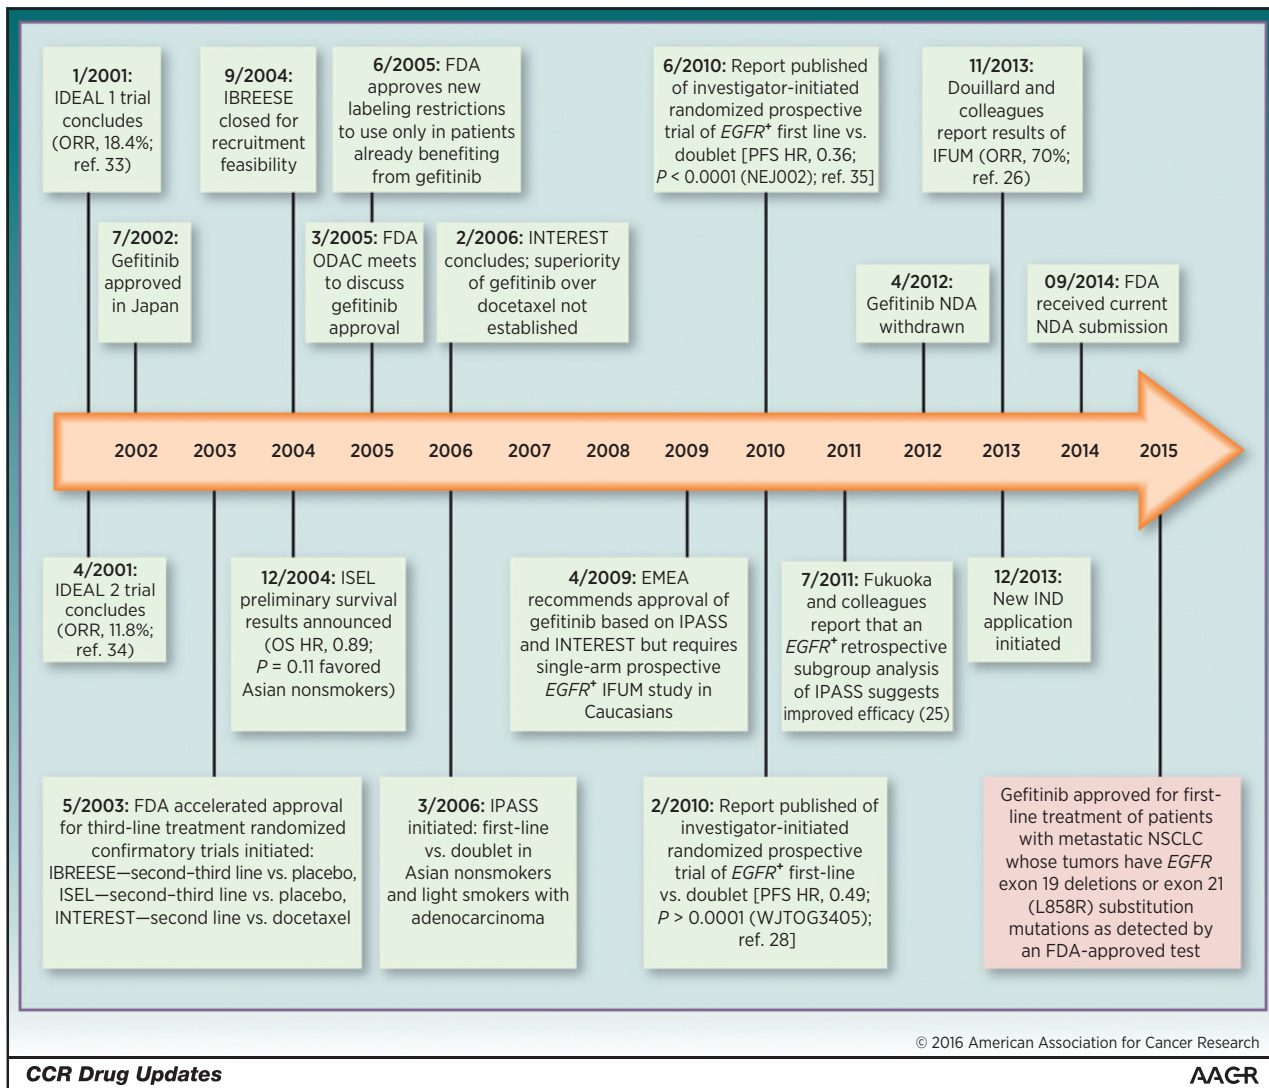 1/2001:
IDEAL 1 trial
concludes
(ORR, 18.4%;
ref. 33)
9/2004:
IBREESE
closed for
recruitment
feasibility
6/2005: FDA
approves new
labeling restrictions
to use only in patients
already benefiting
from gefitinib
6/2010: Report published
of investigator-initiated
randomized prospective
trial of EGFR⁺ first line vs.
doublet [PFS HR, 0.36;
P < 0.0001 (NEJ002); ref. 35]
11/2013:
Douillard and
colleagues
report results of
IFUM (ORR, 70%;
ref. 26)
7/2002:
Gefitinib
approved
in Japan
3/2005: FDA
ODAC meets
to discuss
gefitinib
approval
2/2006: INTEREST
concludes; superiority
of gefitinib over
docetaxel not
established
4/2012:
Gefitinib NDA
withdrawn
09/2014: FDA
received current
NDA submission
2002 2003 2004 2005 2006 2007 2008 2009 2010 2011 2012 2013 2014 2015
4/2001:
IDEAL 2 trial
concludes
(ORR, 11.8%;
ref. 34)
12/2004: ISEL
preliminary survival
results announced
(OS HR, 0.89;
P = 0.11 favored
Asian nonsmokers)
4/2009: EMEA
recommends approval of
gefitinib based on IPASS
and INTEREST but requires
single-arm prospective
EGFR⁺ IFUM study in
Caucasians
7/2011: Fukuoka
and colleagues
report that an
EGFR⁺ retrospective
subgroup analysis
of IPASS suggests
improved efficacy (25)
12/2013:
New IND
application
initiated
5/2003: FDA accelerated approval
for third-line treatment randomized
confirmatory trials initiated:
IBREESE—second–third line vs. placebo,
ISEL—second–third line vs. placebo,
INTEREST—second line vs. docetaxel
3/2006: IPASS
initiated: first-line
vs. doublet in
Asian nonsmokers
and light smokers with
adenocarcinoma
2/2010: Report published of
investigator-initiated
randomized prospective
trial of EGFR⁺ first-line
vs. doublet [PFS HR, 0.49;
P > 0.0001 (WJTOG3405);
ref. 28]
Gefitinib approved for first-
line treatment of patients
with metastatic NSCLC
whose tumors have EGFR
exon 19 deletions or exon 21
(L858R) substitution
mutations as detected by
an FDA-approved test
© 2016 American Association for Cancer Research
CCR Drug Updates
AACR